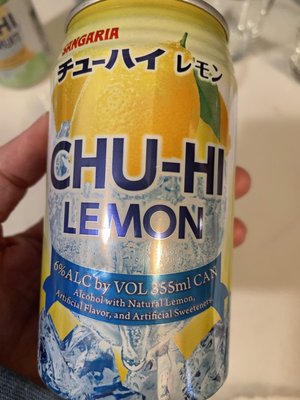 SANGARIA
チューハイ レモン
CHU-HI
LEMON
6%ALC by VOL 355ml CAN
Alcohol with Natural Lemon,
Artificial Flavor, and Artificial Sweeteners.